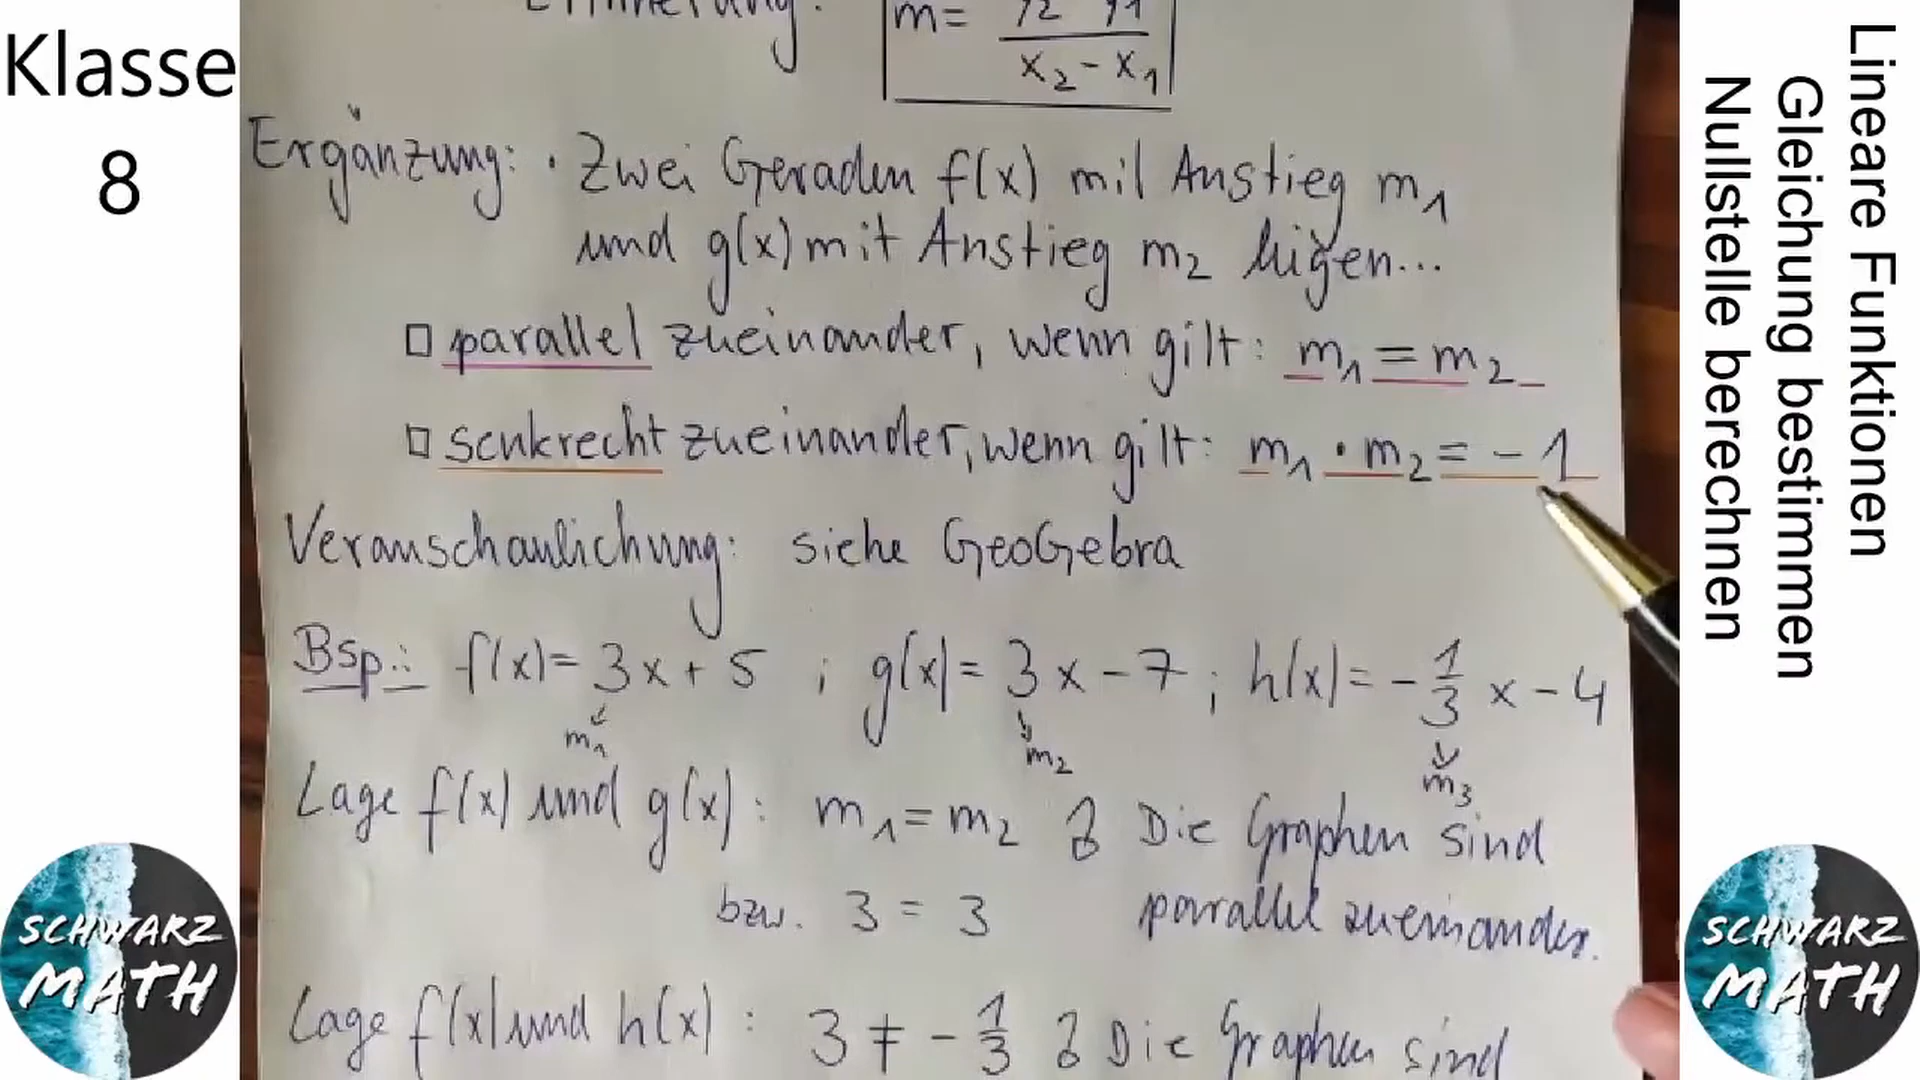 Klasse
8
m = y2 - y1
x2 - x1
Ergänzung: · Zwei Geraden f(x) mit Anstieg m1
und g(x) mit Anstieg m2 liegen...
□ parallel zueinander, wenn gilt: m1 = m2
□ senkrecht zueinander, wenn gilt: m1 · m2 = -1
Veranschaulichung: siehe GeoGebra
Bsp.: f(x) = 3x + 5 ; g(x) = 3x - 7 ; h(x) = - 1/3 x - 4
m1 m2 m3
Lage f(x) und g(x): m1 = m2 Die Graphen sind
bzw. 3 = 3 parallel zueinander.
Lage f(x) und h(x): 3 ≠ - 1/3 Die Graphen sind
Lineare Funktionen
Gleichung bestimmen
Nullstelle berechnen
SCHWARZ
MATH
SCHWARZ
MATH